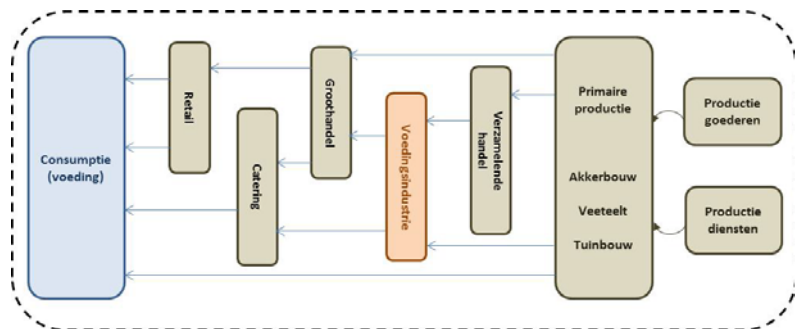 Consumptie
(voeding)
Retail
Catering
Groothandel
Voedingsindustrie
Verzamelende
handel
Primaire
productie
Akkerbouw
Veeteelt
Tuinbouw
Productie
goederen
Productie
diensten